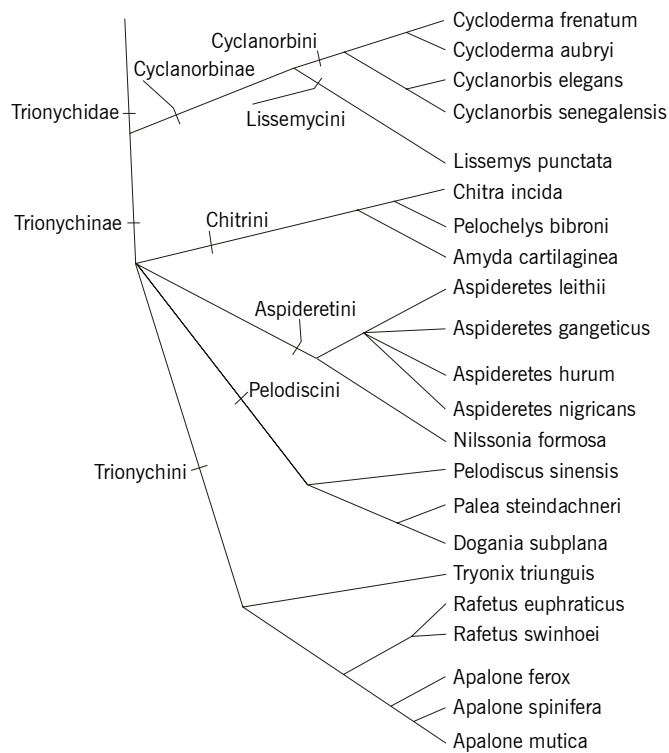 Cycloderma frenatum
Cyclanorbini
Cycloderma aubryi
Cyclanorbinae
Cyclanorbis elegans
Trionychidae
Cyclanorbis senegalensis
Lissemycini
Lissemys punctata
Chitra incida
Trionychinae
Chitrini
Pelochelys bibroni
Amyda cartilaginea
Aspideretes leithii
Aspideretini
Aspideretes gangeticus
Aspideretes hurum
Pelodiscini
Aspideretes nigricans
Nilssonia formosa
Trionychini
Pelodiscus sinensis
Palea steindachneri
Dogania subplana
Tryonix triunguis
Rafetus euphraticus
Rafetus swinhoei
Apalone ferox
Apalone spinifera
Apalone mutica